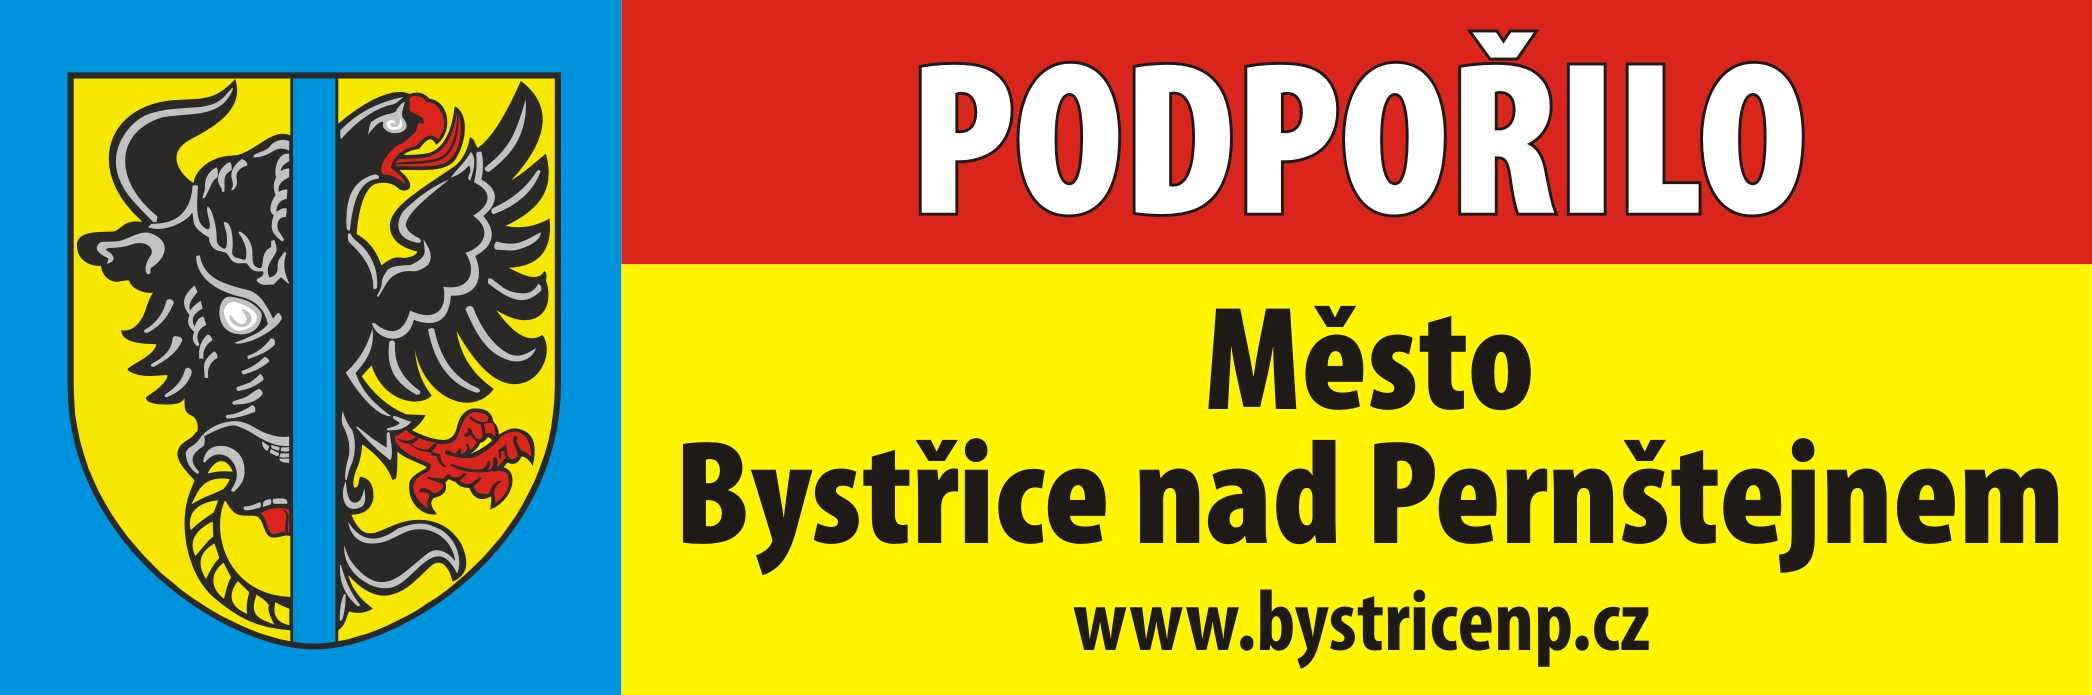 PODPOŘILO
Město
Bystřice nad Pernštejnem
www.bystricenp.cz